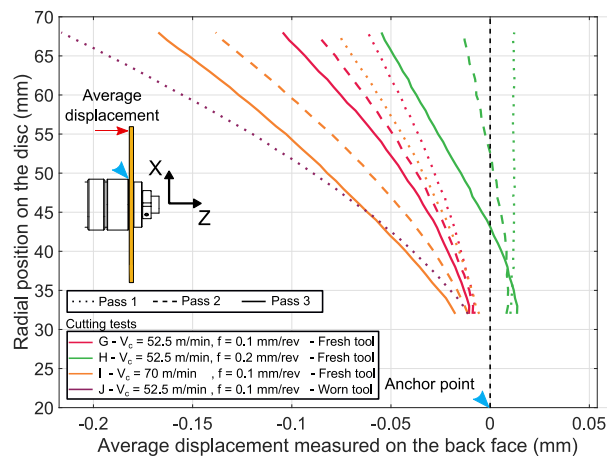 70
65
60
55
50
45
40
35
30
25
20
Radial position on the disc (mm)
Average
displacement
X
Z
Pass 1
Pass 2
Pass 3
Cutting tests
G - Vc = 52.5 m/min, f = 0.1 mm/rev - Fresh tool
H - Vc = 52.5 m/min, f = 0.2 mm/rev - Fresh tool
I - Vc = 70 m/min , f = 0.1 mm/rev - Fresh tool
J - Vc = 52.5 m/min, f = 0.1 mm/rev - Worn tool
Anchor point
-0.2 -0.15 -0.1 -0.05 0 0.05
Average displacement measured on the back face (mm)